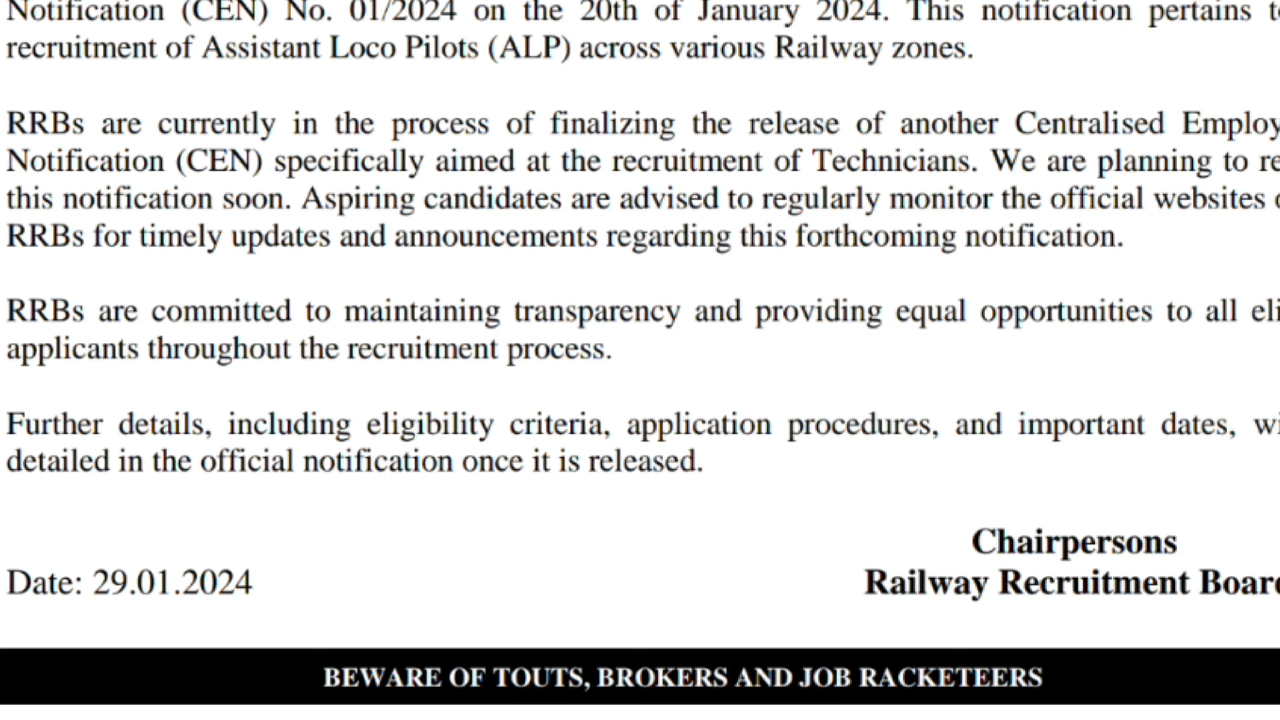 Notification (CEN) No. 01/2024 on the 20th of January 2024. This notification pertains
recruitment of Assistant Loco Pilots (ALP) across various Railway zones.
RRBs are currently in the process of finalizing the release of another Centralised
Notification (CEN) specifically aimed at the recruitment of Technicians. We are planning to
this notification soon. Aspiring candidates are advised to regularly monitor the official websites
RRBs for timely updates and announcements regarding this forthcoming notification.
RRBs are committed to maintaining transparency and providing equal opportunities to all
applicants throughout the recruitment process.
Further details, including eligibility criteria, application procedures, and important dates,
detailed in the official notification once it is released.
Chairpersons
Date: 29.01.2024 Railway Recruitment
BEWARE OF TOUTS, BROKERS AND JOB RACKETEERS